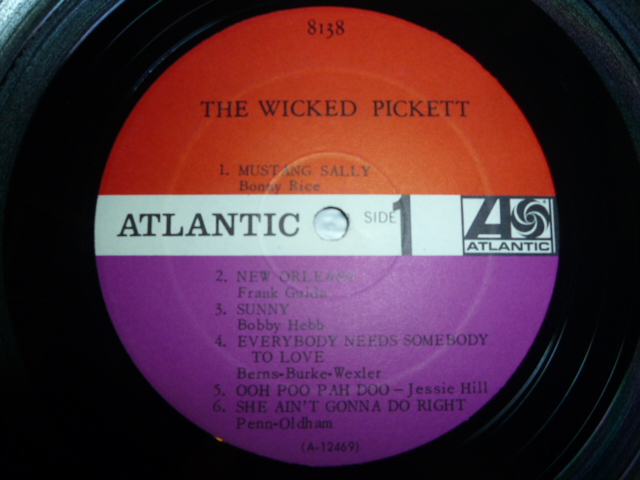 8138
THE WICKED PICKETT
1. MUSTANG SALLY
Bonny Rice
ATLANTIC
SIDE 1
ATLANTIC
2. NEW ORLEANS
Frank Guida
3. SUNNY
Bobby Hebb
4. EVERYBODY NEEDS SOMEBODY
TO LOVE
Berns-Burke-Wexler
5. OOH POO PAH DOO – Jessie Hill
6. SHE AIN'T GONNA DO RIGHT
Penn-Oldham
(A-12469)